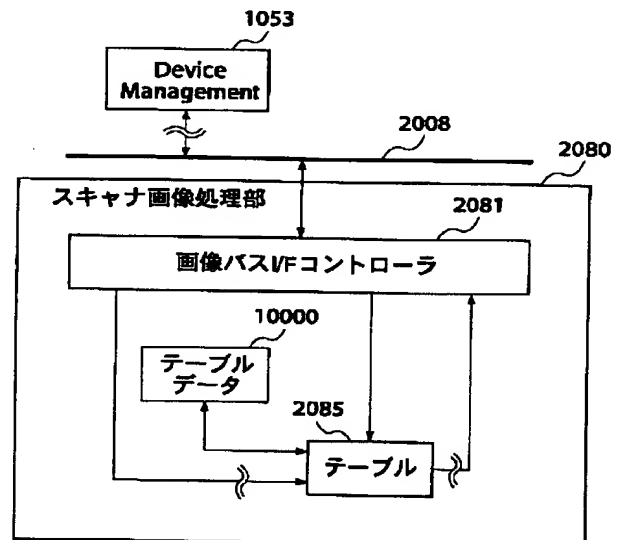 1053
Device
Management
2008
2080
スキャナ画像処理部
2081
画像バスI/Fコントローラ
10000
テーブル
データ
2085
テーブル